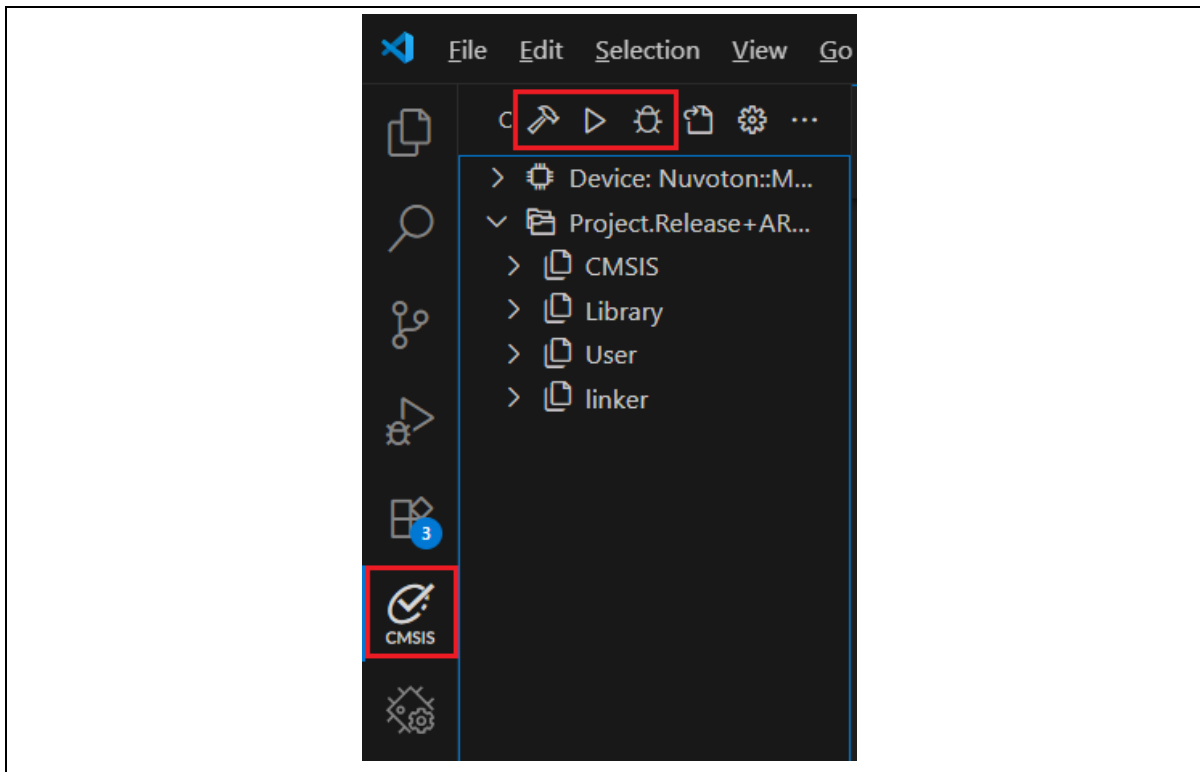 File Edit Selection View Go
C
Device: Nuvoton::M...
Project.Release+AR...
CMSIS
Library
User
linker
3
CMSIS